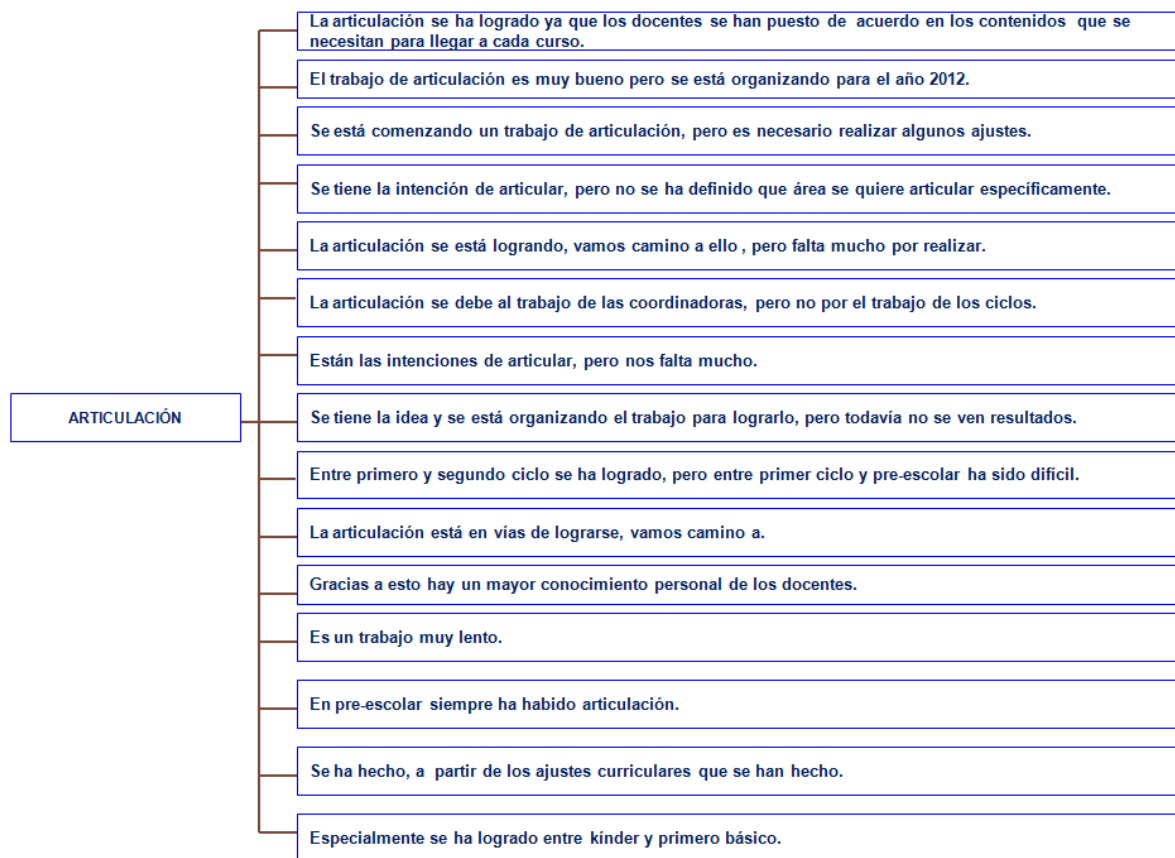 La articulación se ha logrado ya que los docentes se han puesto de acuerdo en los contenidos que se
necesitan para llegar a cada curso.
El trabajo de articulación es muy bueno pero se está organizando para el año 2012.
Se está comenzando un trabajo de articulación, pero es necesario realizar algunos ajustes.
Se tiene la intención de articular, pero no se ha definido que área se quiere articular específicamente.
La articulación se está logrando, vamos camino a ello , pero falta mucho por realizar.
La articulación se debe al trabajo de las coordinadoras, pero no por el trabajo de los ciclos.
Están las intenciones de articular, pero nos falta mucho.
ARTICULACIÓN
Se tiene la idea y se está organizando el trabajo para lograrlo, pero todavía no se ven resultados.
Entre primero y segundo ciclo se ha logrado, pero entre primer ciclo y pre-escolar ha sido difícil.
La articulación está en vías de lograrse, vamos camino a.
Gracias a esto hay un mayor conocimiento personal de los docentes.
Es un trabajo muy lento.
En pre-escolar siempre ha habido articulación.
Se ha hecho, a partir de los ajustes curriculares que se han hecho.
Especialmente se ha logrado entre kínder y primero básico.